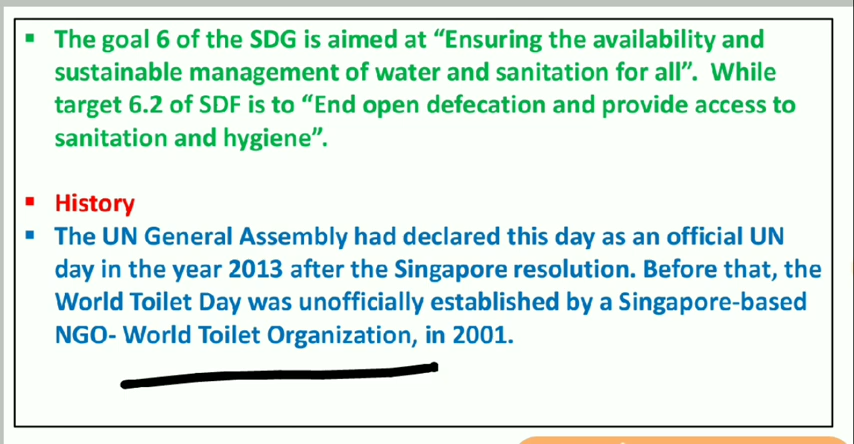 The goal 6 of the SDG is aimed at “Ensuring the availability and
sustainable management of water and sanitation for all”. While
target 6.2 of SDF is to “End open defecation and provide access to
sanitation and hygiene”.
History
The UN General Assembly had declared this day as an official UN
day in the year 2013 after the Singapore resolution. Before that, the
World Toilet Day was unofficially established by a Singapore-based
NGO- World Toilet Organization, in 2001.